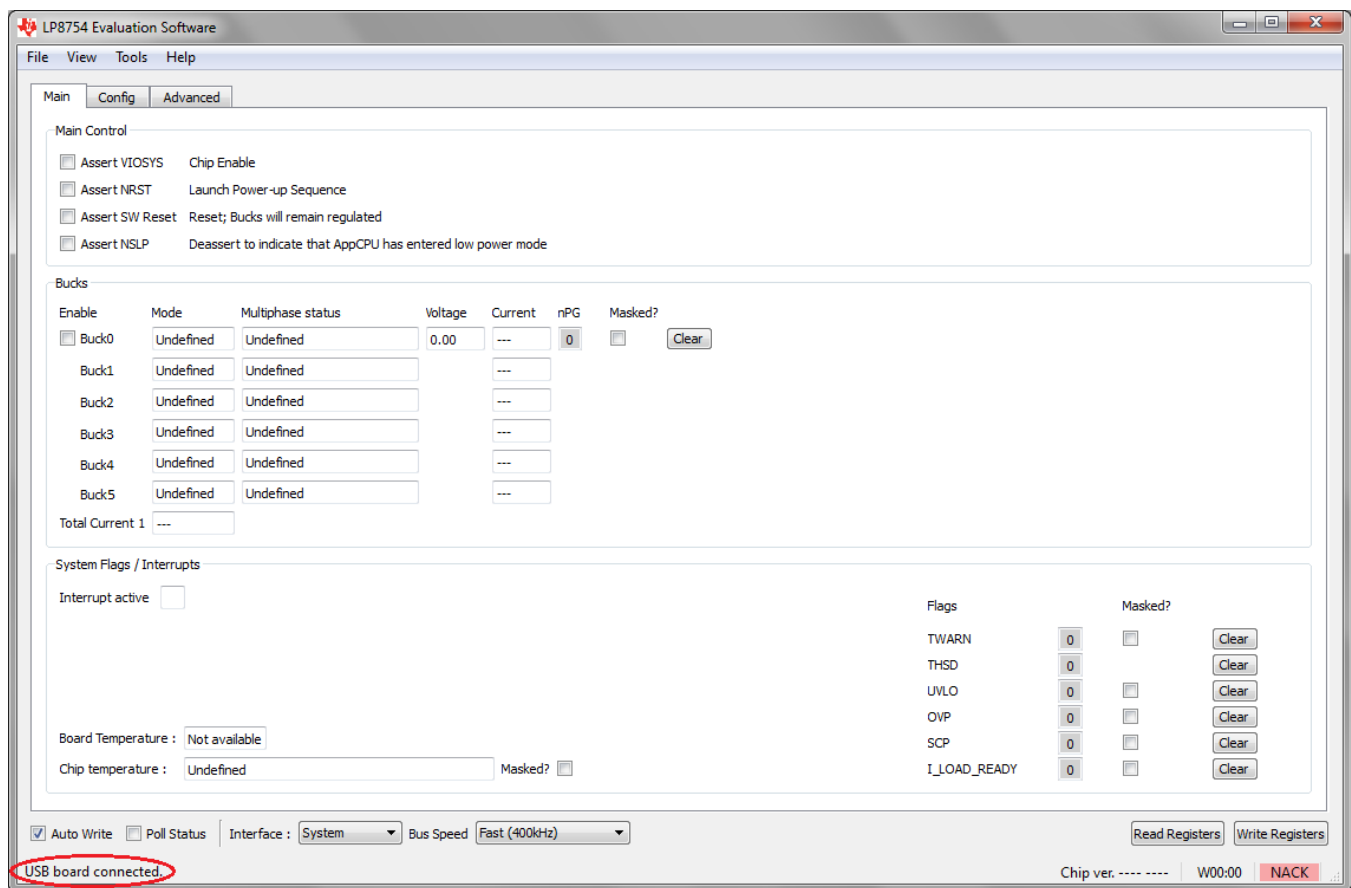 LP8754 Evaluation Software
File View Tools Help
Main Config Advanced
Main Control
Assert VIOSYS Chip Enable
Assert NRST Launch Power-up Sequence
Assert SW Reset Reset; Bucks will remain regulated
Assert NSLP Deassert to indicate that AppCPU has entered low power mode
Bucks
Enable Mode Multiphase status Voltage Current nPG Masked?
Buck0 Undefined Undefined 0.00 --- 0 Clear
Buck1 Undefined Undefined ---
Buck2 Undefined Undefined ---
Buck3 Undefined Undefined ---
Buck4 Undefined Undefined ---
Buck5 Undefined Undefined ---
Total Current 1 ---
System Flags / Interrupts
Interrupt active
Flags Masked?
TWARN 0 Clear
THSD 0 Clear
UVLO 0 Clear
OVP 0 Clear
Board Temperature : Not available
SCP 0 Clear
Chip temperature : Undefined Masked?
I_LOAD_READY 0 Clear
Auto Write Poll Status Interface : System Bus Speed Fast (400kHz) Read Registers Write Registers
USB board connected. Chip ver. ---- ---- W00:00 NACK